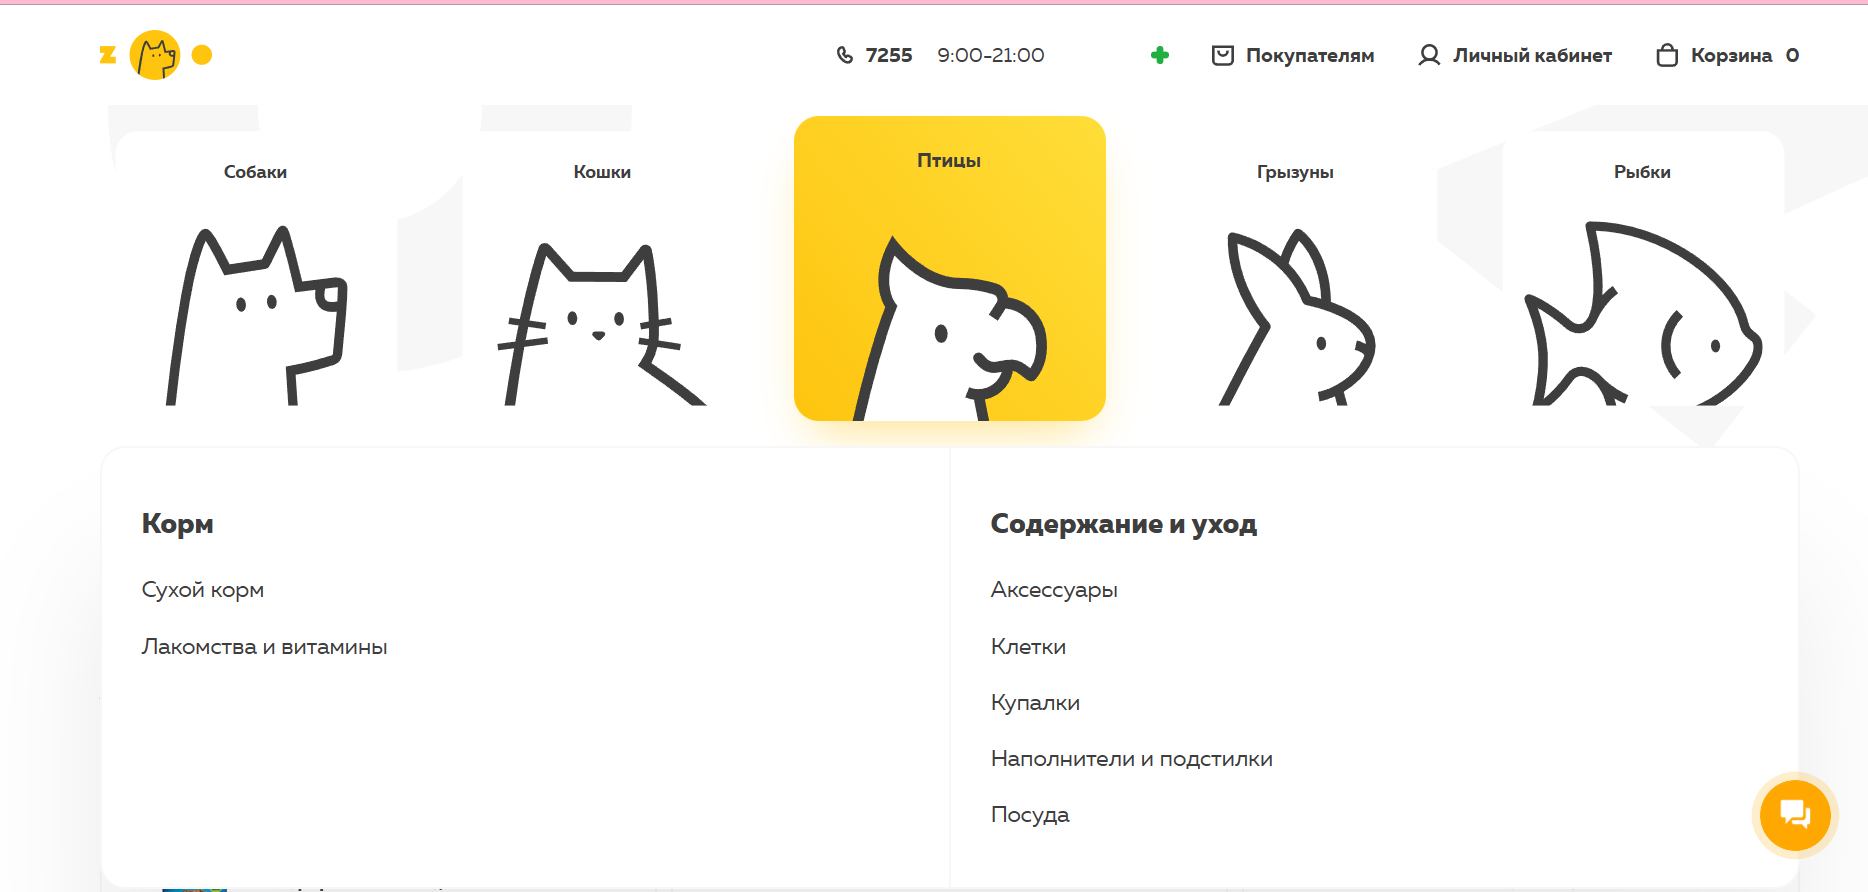 z
7255 9:00-21:00 Покупателям Личный кабинет Корзина 0
Собаки Кошки Птицы Грызуны Рыбки
Корм
Сухой корм
Лакомства и витамины
Содержание и уход
Аксессуары
Клетки
Купалки
Наполнители и подстилки
Посуда